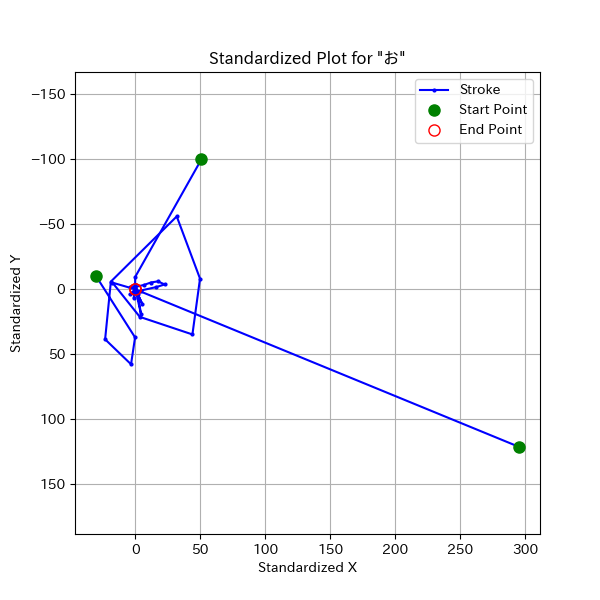 Standardized Plot for "お"
Stroke
Start Point
End Point
−150
−100
−50
0
50
100
150
Standardized Y
0 50 100 150 200 250 300
Standardized X